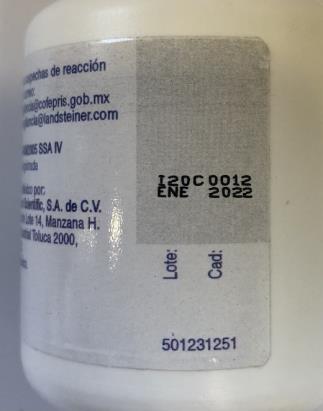 sospechas de reacción
cofepris.gob.mx
@landsteiner.com
SSA IV
por:
S.A. de C.V.
Lote 14, Manzana H.
Toluca 2000,
I20C0012
ENE 2022
Lote:
Cad:
501231251